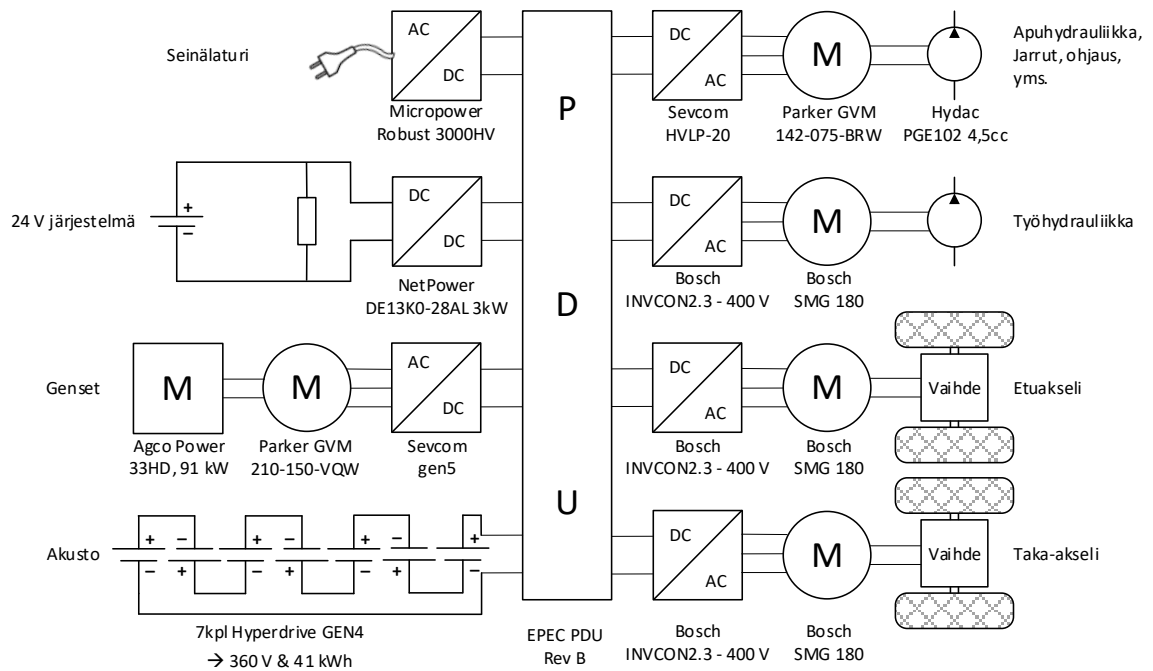 Seinälaturi
AC
DC
Micropower
Robust 3000HV
DC
AC
Sevcom
HVLP-20
M
Parker GVM
142-075-BRW
Hydac
PGE102 4,5cc
Apuhydrauliikka,
Jarrut, ohjaus,
yms.
24 V järjestelmä
+
–
DC
DC
NetPower
DE13K0-28AL 3kW
DC
AC
Bosch
INVCON2.3 - 400 V
M
Bosch
SMG 180
Työhydrauliikka
Genset
M
Agco Power
33HD, 91 kW
M
Parker GVM
210-150-VQW
AC
DC
Sevcom
gen5
DC
AC
Bosch
INVCON2.3 - 400 V
M
Bosch
SMG 180
Vaihde
Etuakseli
Akusto
+ – + – + – +
– + – + – + –
7kpl Hyperdrive GEN4
→ 360 V & 41 kWh
P
D
U
EPEC PDU
Rev B
DC
AC
Bosch
INVCON2.3 - 400 V
M
Bosch
SMG 180
Vaihde
Taka-akseli